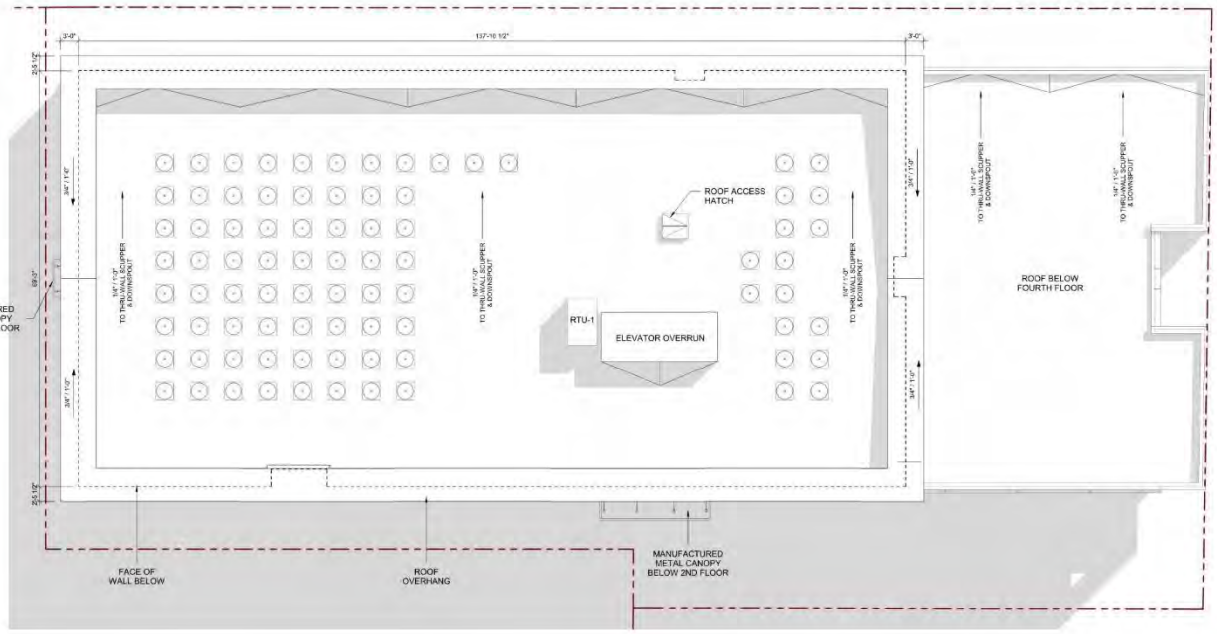 3'-0"
137'-10 1/2"
3'-0"
2'-5 1/2"
3/4" / 1'-0"
3/4" / 1'-0"
1/4" / 1'-0"
TO THRU-WALL SCUPPER
& DOWNSPOUT
1/4" / 1'-0"
TO THRU-WALL SCUPPER
& DOWNSPOUT
ROOF ACCESS
HATCH
1/4" / 1'-0"
TO THRU-WALL SCUPPER
& DOWNSPOUT
1/4" / 1'-0"
TO THRU-WALL SCUPPER
& DOWNSPOUT
1/4" / 1'-0"
TO THRU-WALL SCUPPER
& DOWNSPOUT
ROOF BELOW
FOURTH FLOOR
RED
PY
LOOR
RTU-1
ELEVATOR OVERRUN
3/4" / 1'-0"
3/4" / 1'-0"
2'-5 1/2"
FACE OF
WALL BELOW
ROOF
OVERHANG
MANUFACTURED
METAL CANOPY
BELOW 2ND FLOOR